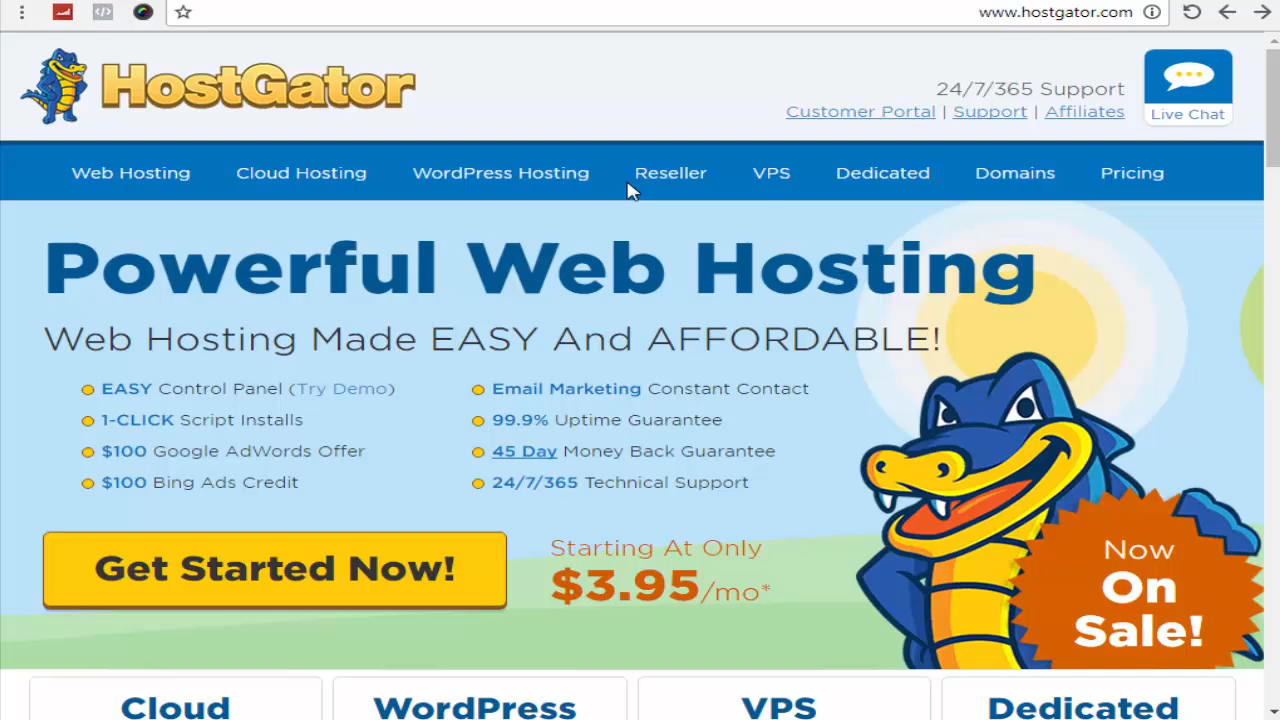 www.hostgator.com
HostGator
24/7/365 Support
Customer Portal | Support | Affiliates
Live Chat
Web Hosting Cloud Hosting WordPress Hosting Reseller VPS Dedicated Domains Pricing
Powerful Web Hosting
Web Hosting Made EASY And AFFORDABLE!
EASY Control Panel (Try Demo)
1-CLICK Script Installs
$100 Google AdWords Offer
$100 Bing Ads Credit
Email Marketing Constant Contact
99.9% Uptime Guarantee
45 Day Money Back Guarantee
24/7/365 Technical Support
Get Started Now!
Starting At Only
$3.95/mo*
Now
On
Sale!
Cloud
WordPress
VPS
Dedicated